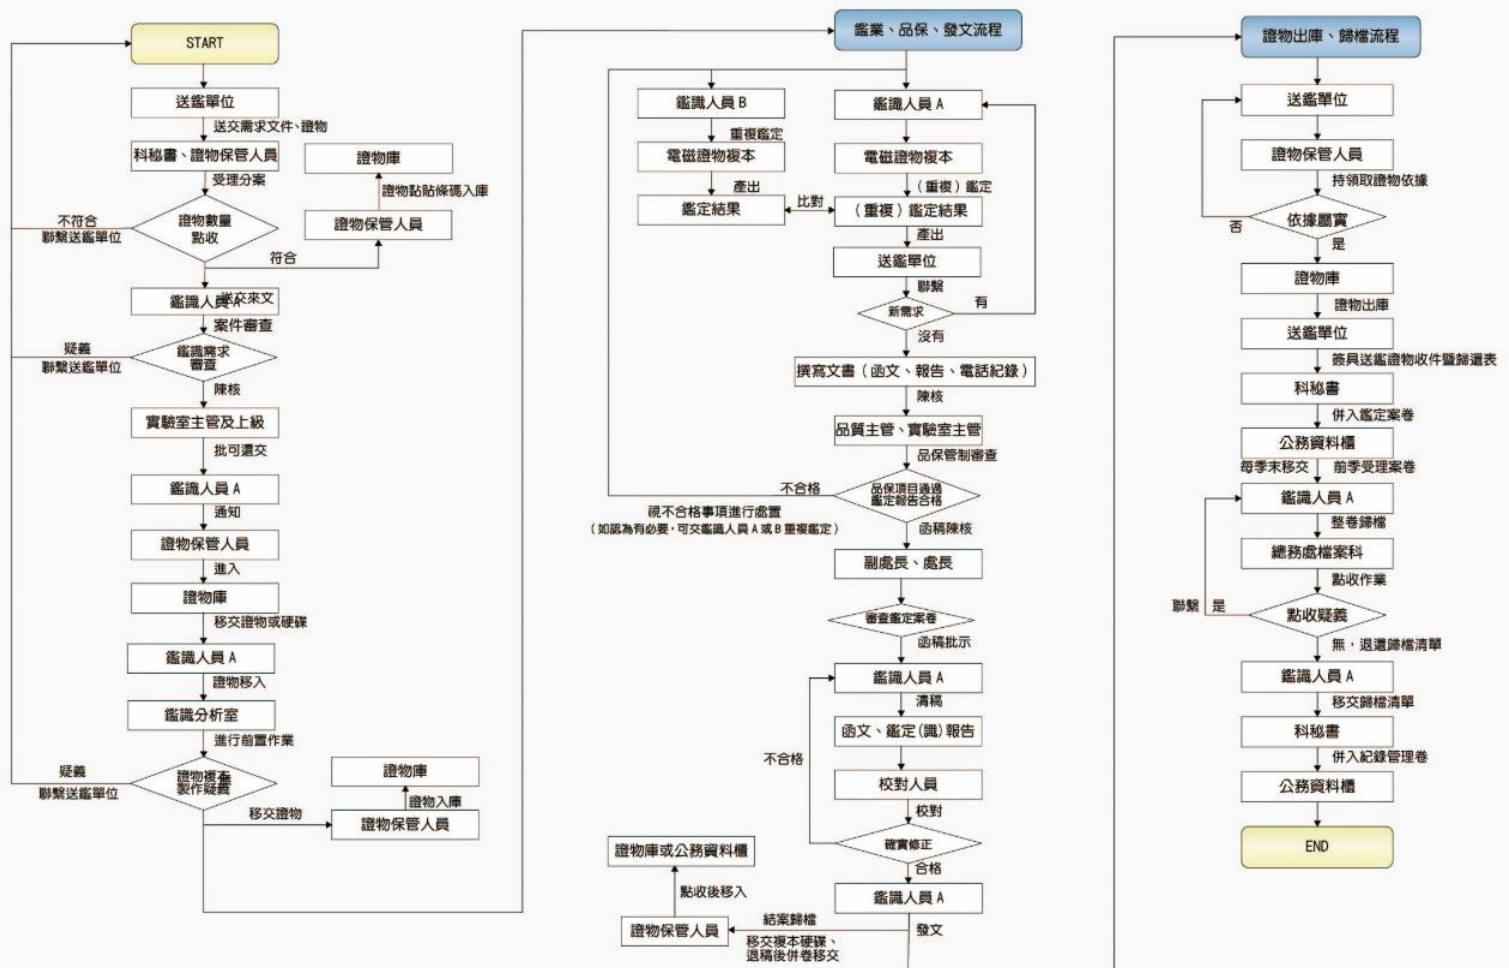 START
送鑑單位
送交需求文件、證物
科秘書、證物保管人員
受理分案
證物數量
點收
不符合
聯繫送鑑單位
符合
證物保管人員
證物黏貼條碼入庫
證物庫
鑑識人員 A
送交來文
案件審查
鑑識需求
審查
疑義
聯繫送鑑單位
陳核
實驗室主管及上級
批可還交
鑑識人員 A
通知
證物保管人員
進入
證物庫
移交證物或硬碟
鑑識人員 A
證物移入
鑑識分析室
進行前置作業
證物複本
製作疑義
疑義
聯繫送鑑單位
移交證物
證物保管人員
證物入庫
證物庫
鑑業、品保、發文流程
鑑識人員 B
重複鑑定
電磁證物複本
產出
鑑定結果
比對
鑑識人員 A
電磁證物複本
（重複）鑑定
（重複）鑑定結果
產出
送鑑單位
聯繫
新需求
有
沒有
撰寫文書（函文、報告、電話紀錄）
陳核
品質主管、實驗室主管
品保管制審查
品保項目通過
鑑定報告合格
不合格
視不合格事項進行處置
（如認為有必要，可交鑑識人員 A 或 B 重複鑑定）
函稿陳核
副處長、處長
審查鑑定案卷
函稿批示
鑑識人員 A
清稿
函文、鑑定(識)報告
不合格
校對人員
校對
確實修正
合格
鑑識人員 A
發文
結案歸檔
移交複本硬碟、
退稿後併卷移交
證物保管人員
點收後移入
證物庫或公務資料櫃
證物出庫、歸檔流程
送鑑單位
證物保管人員
持領取證物依據
依據屬實
否
是
證物庫
證物出庫
送鑑單位
簽具送鑑證物收件暨歸還表
科秘書
併入鑑定案卷
公務資料櫃
每季末移交 前季受理案卷
鑑識人員 A
整卷歸檔
總務處檔案科
點收作業
點收疑義
聯繫 是
無，退還歸檔清單
鑑識人員 A
移交歸檔清單
科秘書
併入紀錄管理卷
公務資料櫃
END